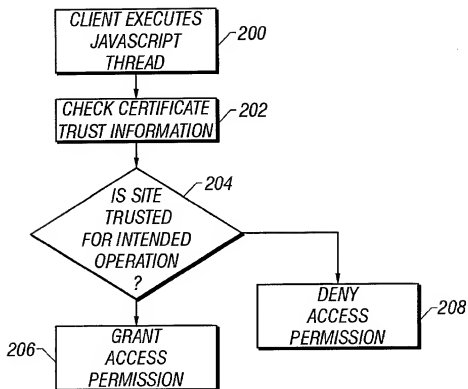 CLIENT EXECUTES
JAVASCRIPT
THREAD
200
CHECK CERTIFICATE
TRUST INFORMATION
202
IS SITE
TRUSTED
FOR INTENDED
OPERATION
?
204
GRANT
ACCESS
PERMISSION
206
DENY
ACCESS
PERMISSION
208